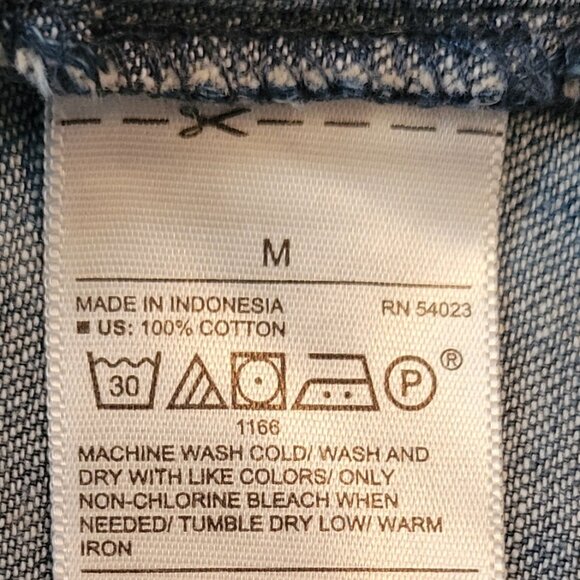 M
MADE IN INDONESIA RN 54023
US: 100% COTTON
30 P ®
1166
MACHINE WASH COLD/ WASH AND
DRY WITH LIKE COLORS/ ONLY
NON-CHLORINE BLEACH WHEN
NEEDED/ TUMBLE DRY LOW/ WARM
IRON